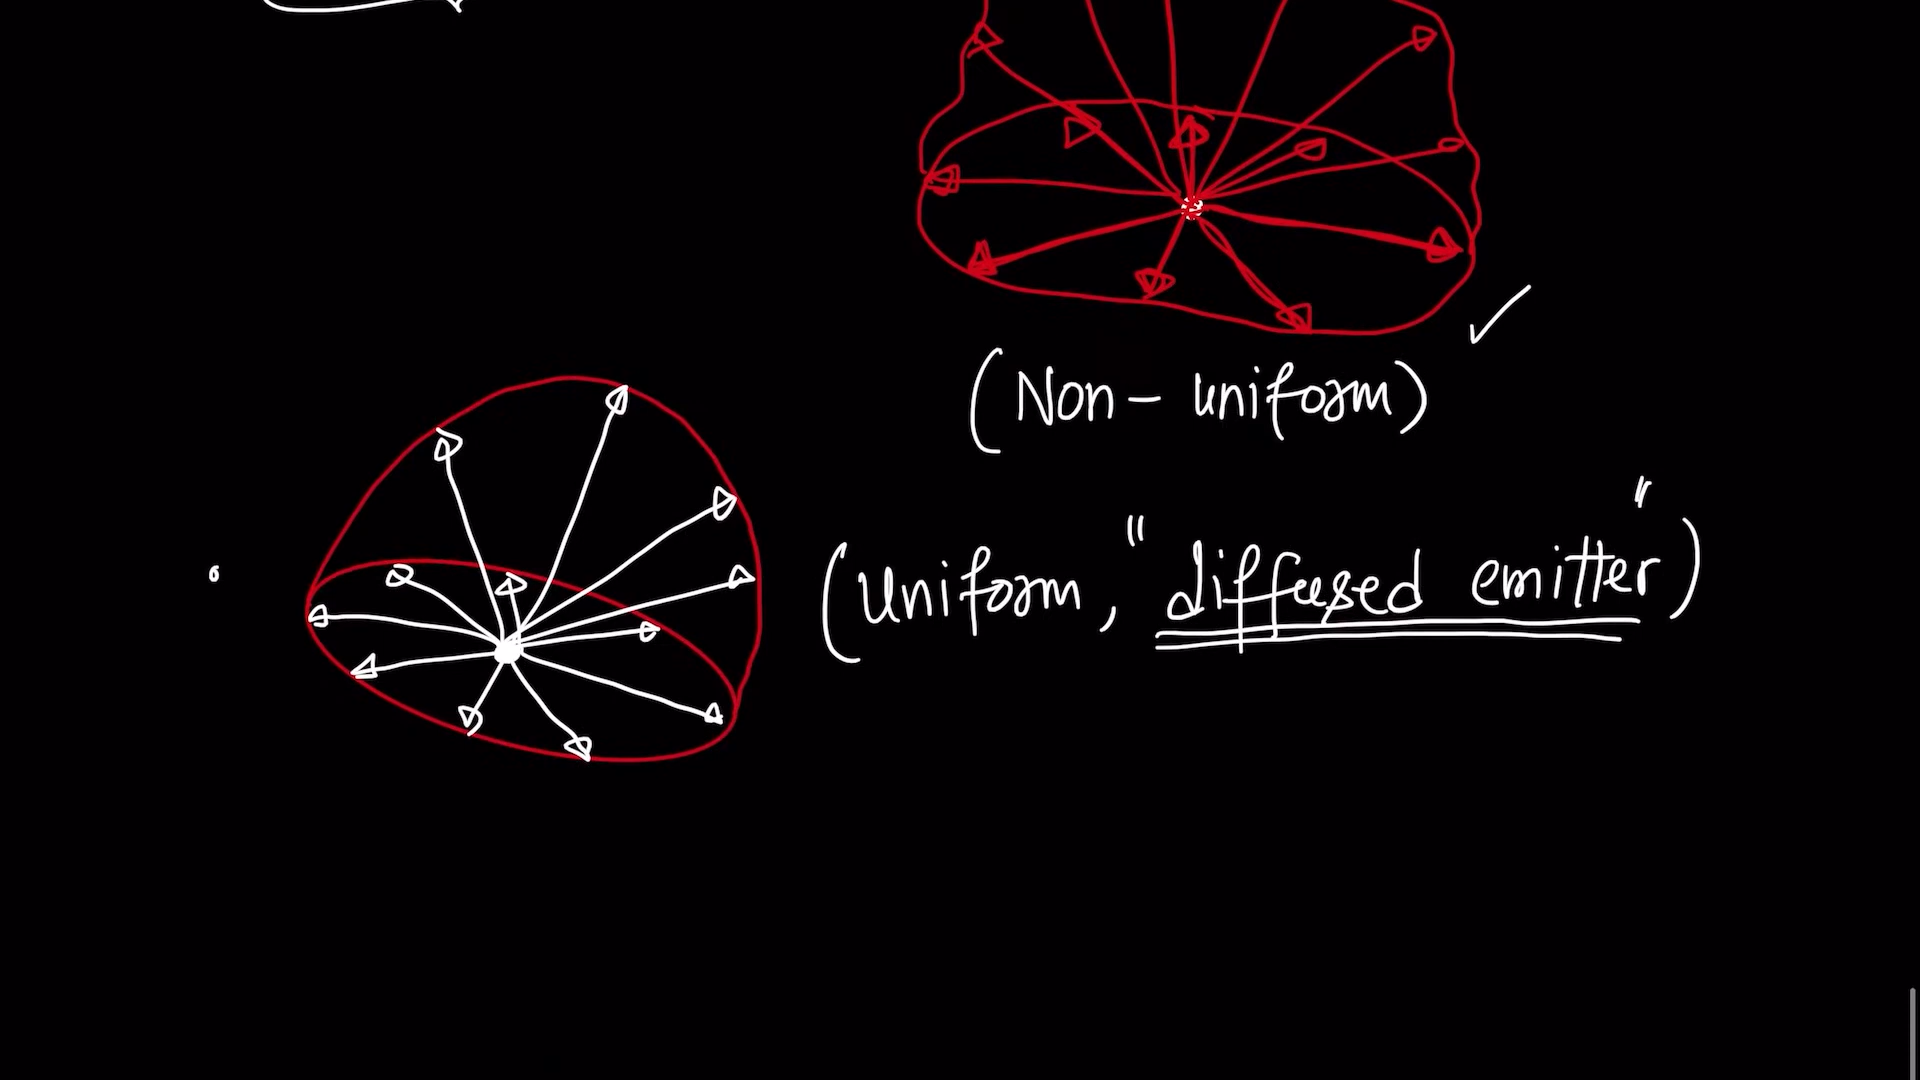 (Non-uniform) ✓
(Uniform, "diffused emitter")